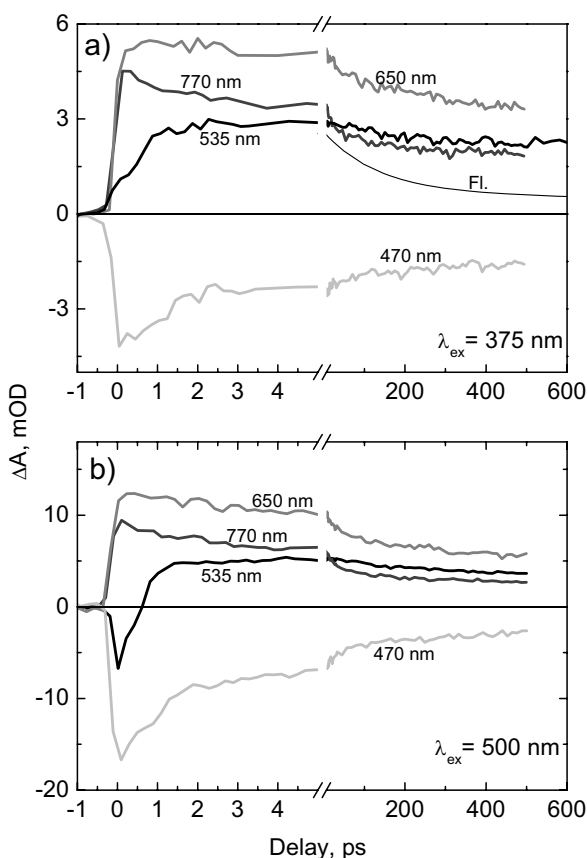 6
3
0
-3
a)
770 nm
650 nm
535 nm
Fl.
470 nm
λex= 375 nm
-1 0 1 2 3 4 200 400 600
ΔA, mOD
10
0
-10
-20
b)
650 nm
770 nm
535 nm
470 nm
λex= 500 nm
-1 0 1 2 3 4 200 400 600
Delay, ps